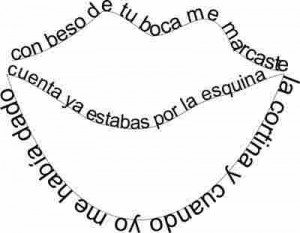 con beso de tu boca me marcaste
la cortina y cuando yo me había dado
cuenta ya estabas por la esquina